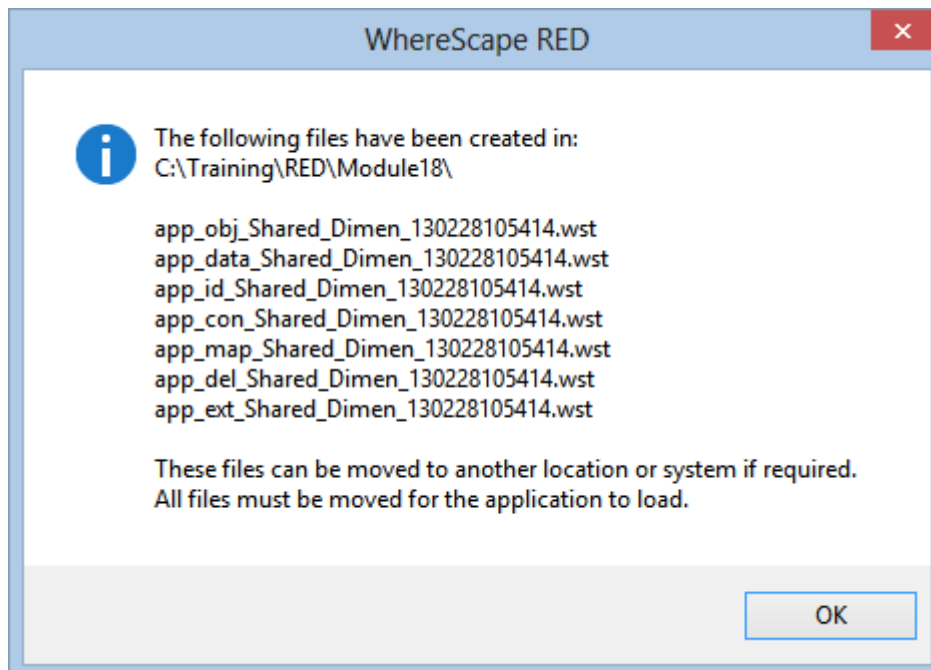 WhereScape RED
The following files have been created in:
C:\Training\RED\Module18\
app_obj_Shared_Dimen_130228105414.wst
app_data_Shared_Dimen_130228105414.wst
app_id_Shared_Dimen_130228105414.wst
app_con_Shared_Dimen_130228105414.wst
app_map_Shared_Dimen_130228105414.wst
app_del_Shared_Dimen_130228105414.wst
app_ext_Shared_Dimen_130228105414.wst
These files can be moved to another location or system if required.
All files must be moved for the application to load.
OK